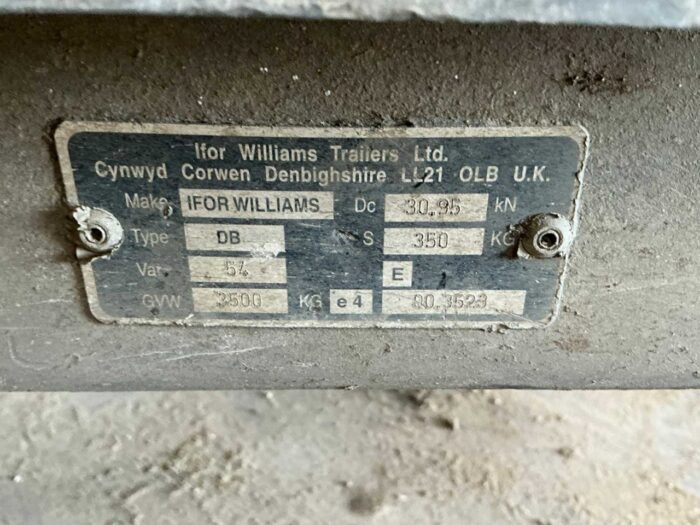 Ifor Williams Trailers Ltd.
Cynwyd Corwen Denbighshire LL21 OLB U.K.
Make IFOR WILLIAMS Dc 30.95 kN
Type DB S 350 KG
Var. 54 E
GVW 3500 KG e4 00.3523